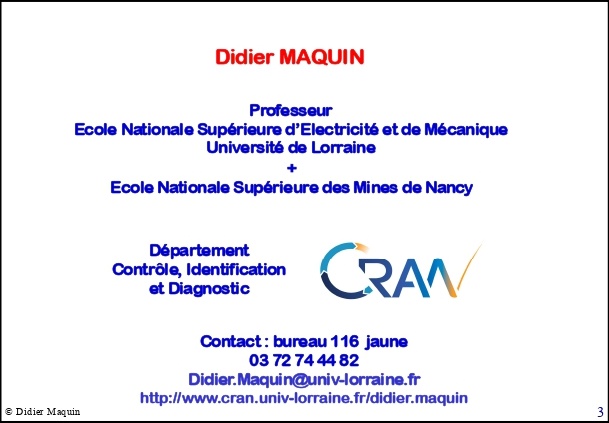 Didier MAQUIN
Professeur
Ecole Nationale Supérieure d'Electricité et de Mécanique
Université de Lorraine
+
Ecole Nationale Supérieure des Mines de Nancy
Département
Contrôle, Identification
et Diagnostic
CRAN
Contact : bureau 116 jaune
03 72 74 44 82
Didier.Maquin@univ-lorraine.fr
http://www.cran.univ-lorraine.fr/didier.maquin
© Didier Maquin
3